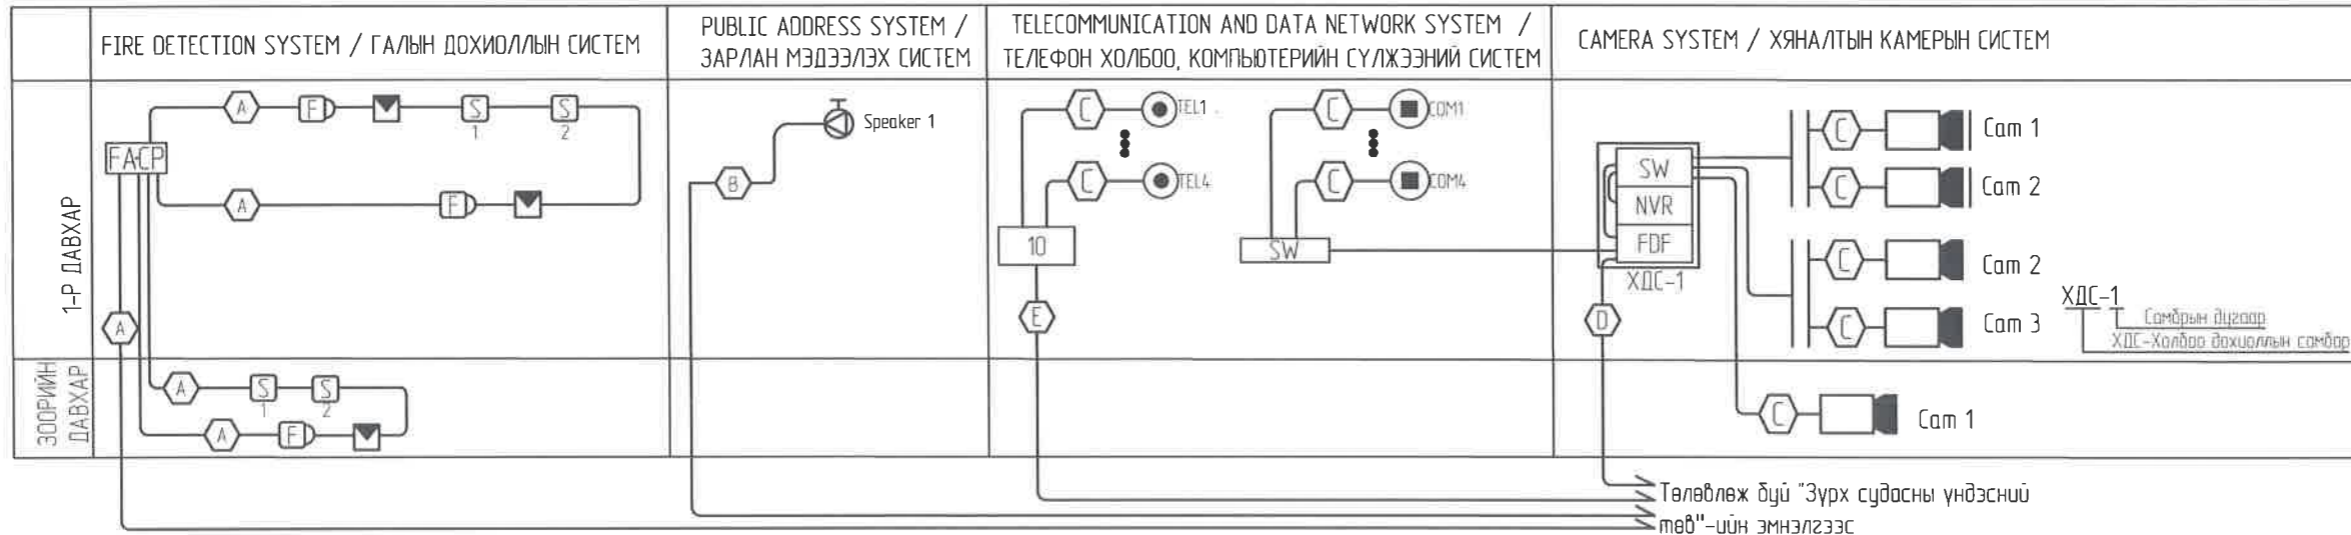 FIRE DETECTION SYSTEM / ГАЛЫН ДОХИОЛЛЫН СИСТЕМ
PUBLIC ADDRESS SYSTEM /
ЗАРЛАН МЭДЭЭЛЭХ СИСТЕМ
TELECOMMUNICATION AND DATA NETWORK SYSTEM /
ТЕЛЕФОН ХОЛБОО, КОМПЬЮТЕРИЙН СҮЛЖЭЭНИЙ СИСТЕМ
CAMERA SYSTEM / ХЯНАЛТЫН КАМЕРЫН СИСТЕМ
1-Р ДАВХАР
A
F
S
1
S
2
FACP
A
F
A
Speaker 1
B
C
TEL1
C
TEL4
10
E
C
COM1
C
COM4
SW
SW
NVR
FDF
ХДС-1
D
C
Cam 1
C
Cam 2
C
Cam 2
C
Cam 3
ХДС-1
Самбрын дугаар
ХДС-Холбоо дохиоллын самбар
ЗООРИЙН
ДАВХАР
A
S
1
S
2
A
F
C
Cam 1
Төлөвлөж буй "Зүрх судасны үндэсний
төв"-ийн эмнэлгээс